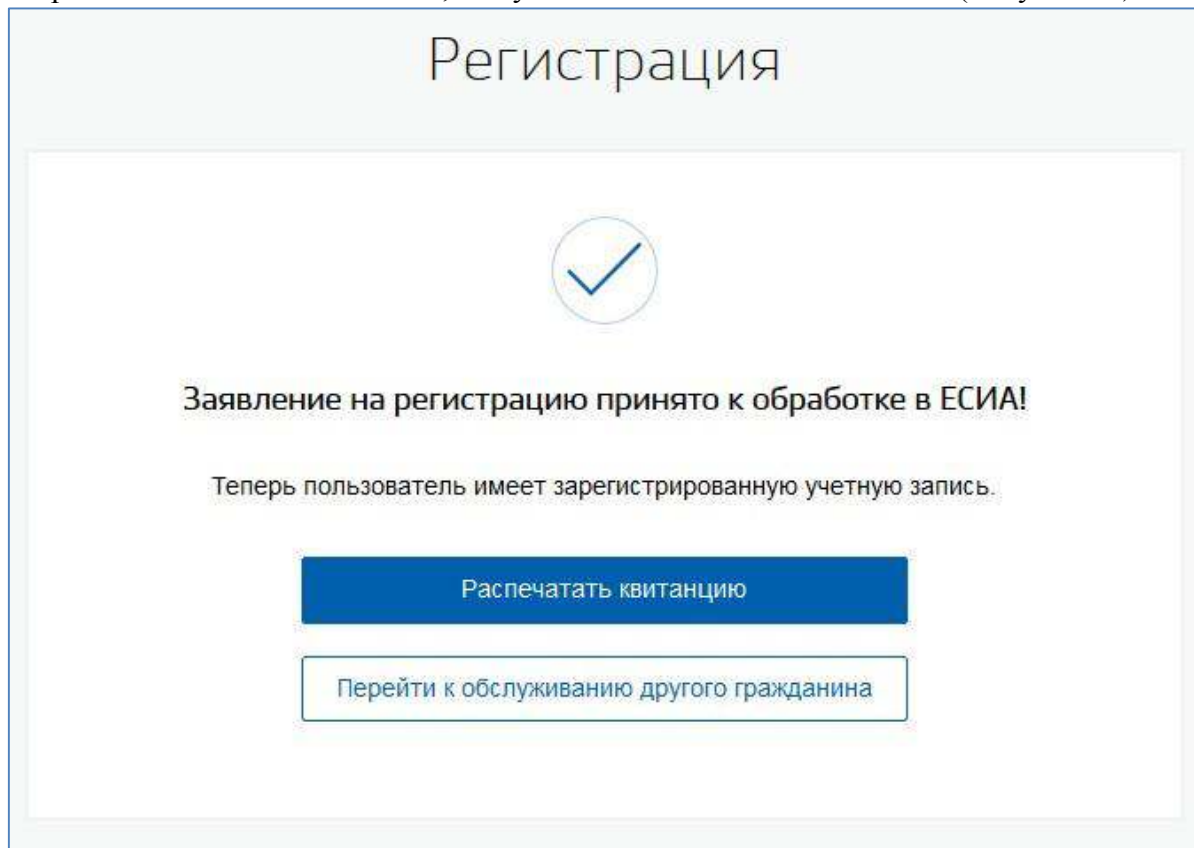 Регистрация
Заявление на регистрацию принято к обработке в ЕСИА!
Теперь пользователь имеет зарегистрированную учетную запись.
Распечатать квитанцию
Перейти к обслуживанию другого гражданина